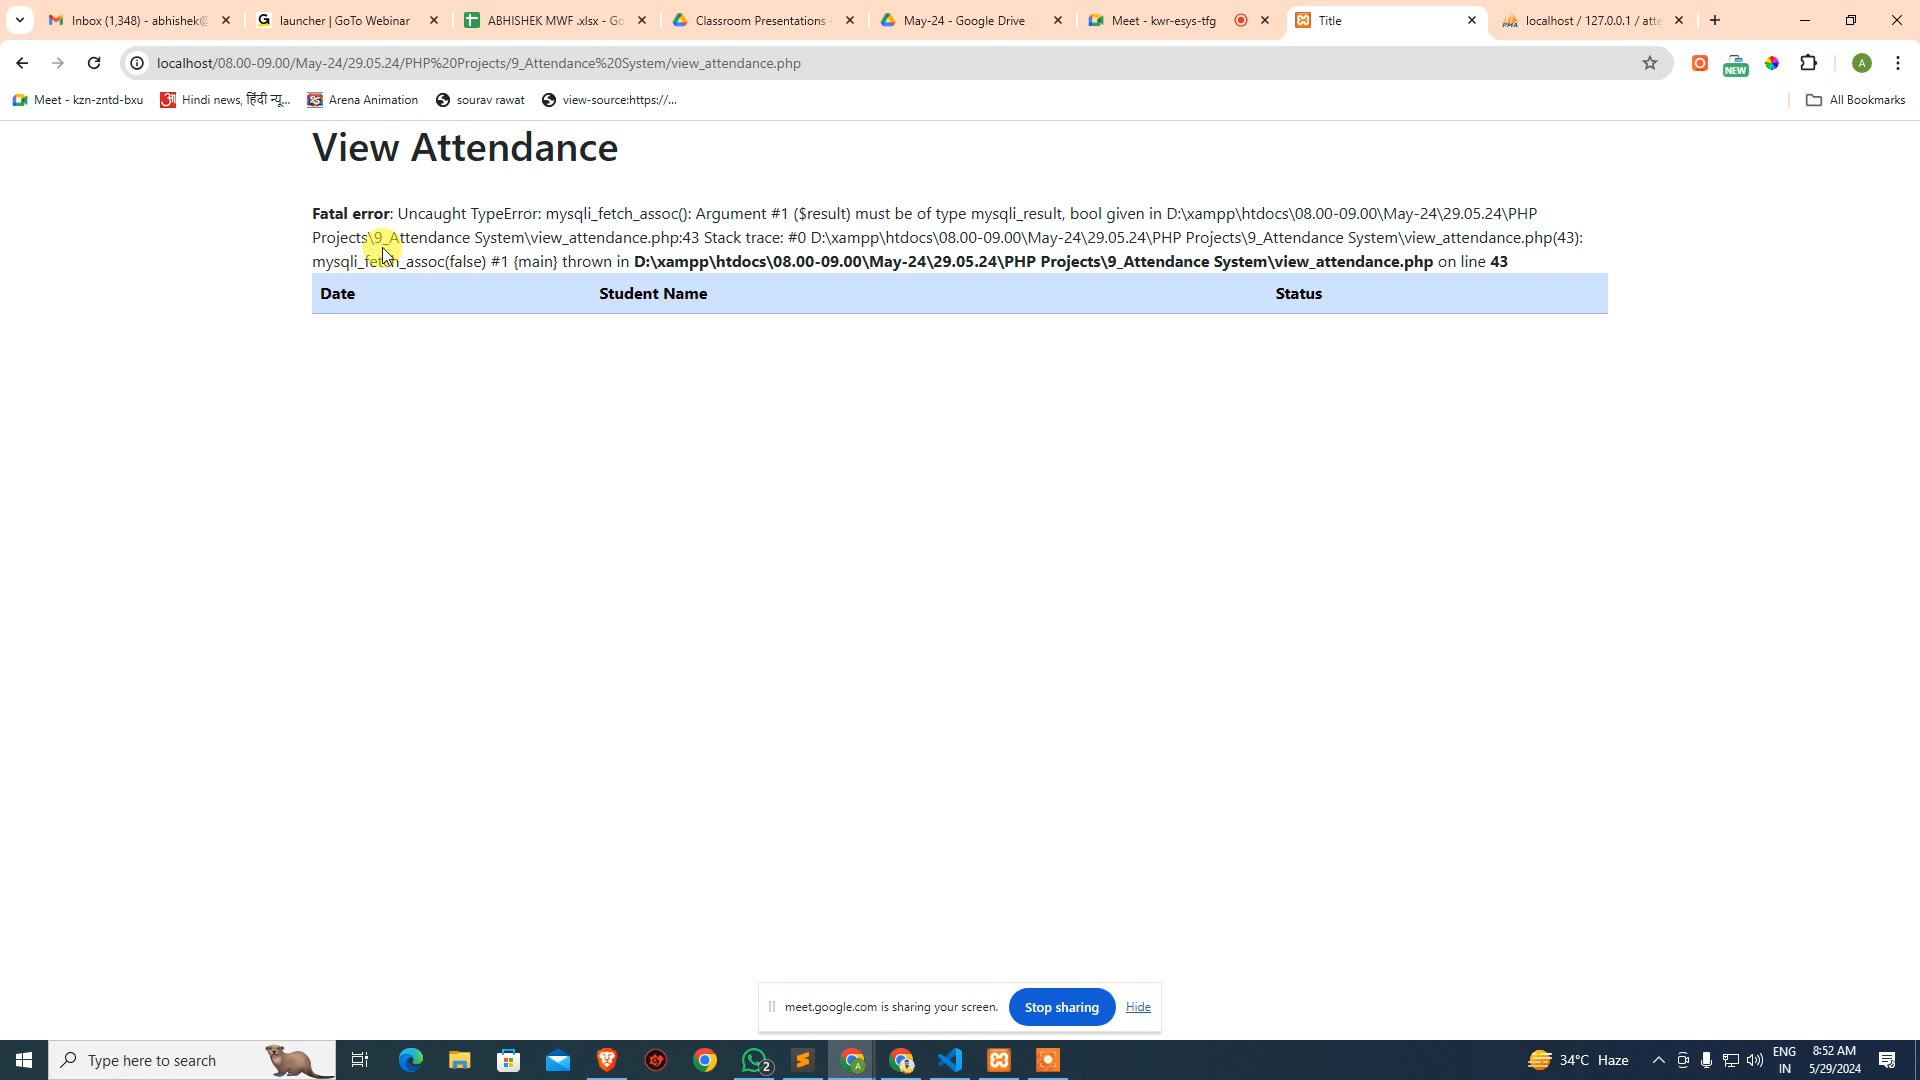 Inbox (1,348) - abhishek@
launcher | GoTo Webinar
ABHISHEK MWF .xlsx - Go
Classroom Presentations -
May-24 - Google Drive
Meet - kwr-esys-tfg
Title
localhost / 127.0.0.1 / atte
localhost/08.00-09.00/May-24/29.05.24/PHP%20Projects/9_Attendance%20System/view_attendance.php
NEW
A
Meet - kzn-zntd-bxu
Hindi news, हिंदी न्यू...
Arena Animation
sourav rawat
view-source:https://...
All Bookmarks
View Attendance
Fatal error: Uncaught TypeError: mysqli_fetch_assoc(): Argument #1 ($result) must be of type mysqli_result, bool given in D:\xampp\htdocs\08.00-09.00\May-24\29.05.24\PHP
Projects\9_Attendance System\view_attendance.php:43 Stack trace: #0 D:\xampp\htdocs\08.00-09.00\May-24\29.05.24\PHP Projects\9_Attendance System\view_attendance.php(43):
mysqli_fetch_assoc(false) #1 {main} thrown in D:\xampp\htdocs\08.00-09.00\May-24\29.05.24\PHP Projects\9_Attendance System\view_attendance.php on line 43
Date Student Name Status
meet.google.com is sharing your screen.
Stop sharing
Hide
Type here to search
2
34°C Haze
ENG
IN
8:52 AM
5/29/2024